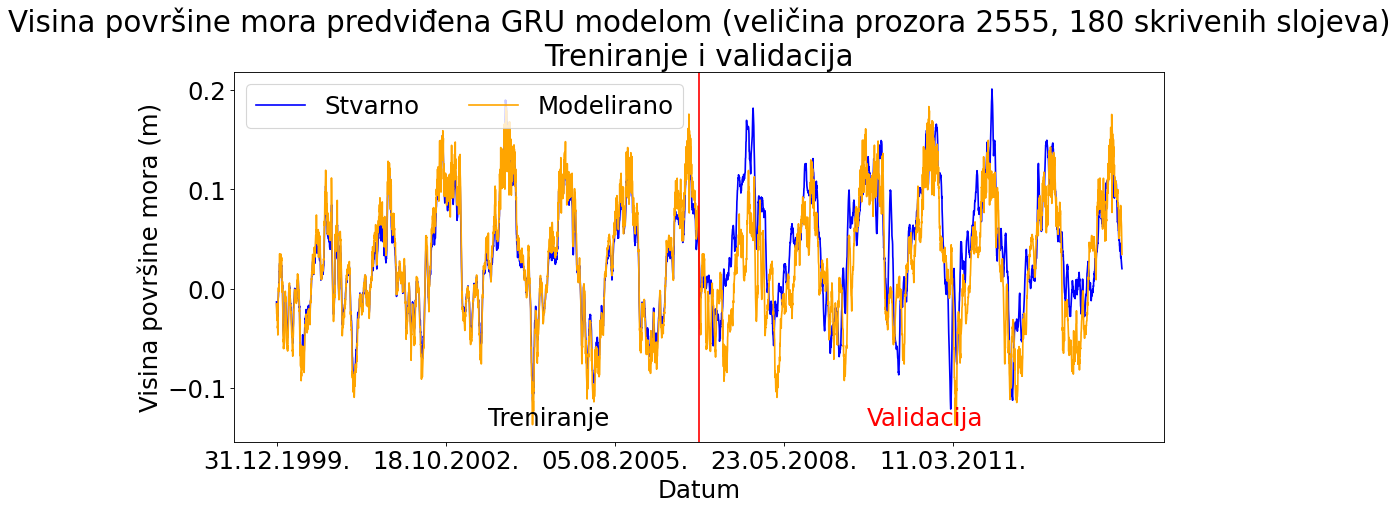 Visina površine mora predviđena GRU modelom (veličina prozora 2555, 180 skrivenih slojeva)
Treniranje i validacija
Stvarno
Modelirano
Visina površine mora (m)
0.2
0.1
0.0
−0.1
Treniranje
Validacija
31.12.1999.
18.10.2002.
05.08.2005.
23.05.2008.
11.03.2011.
Datum